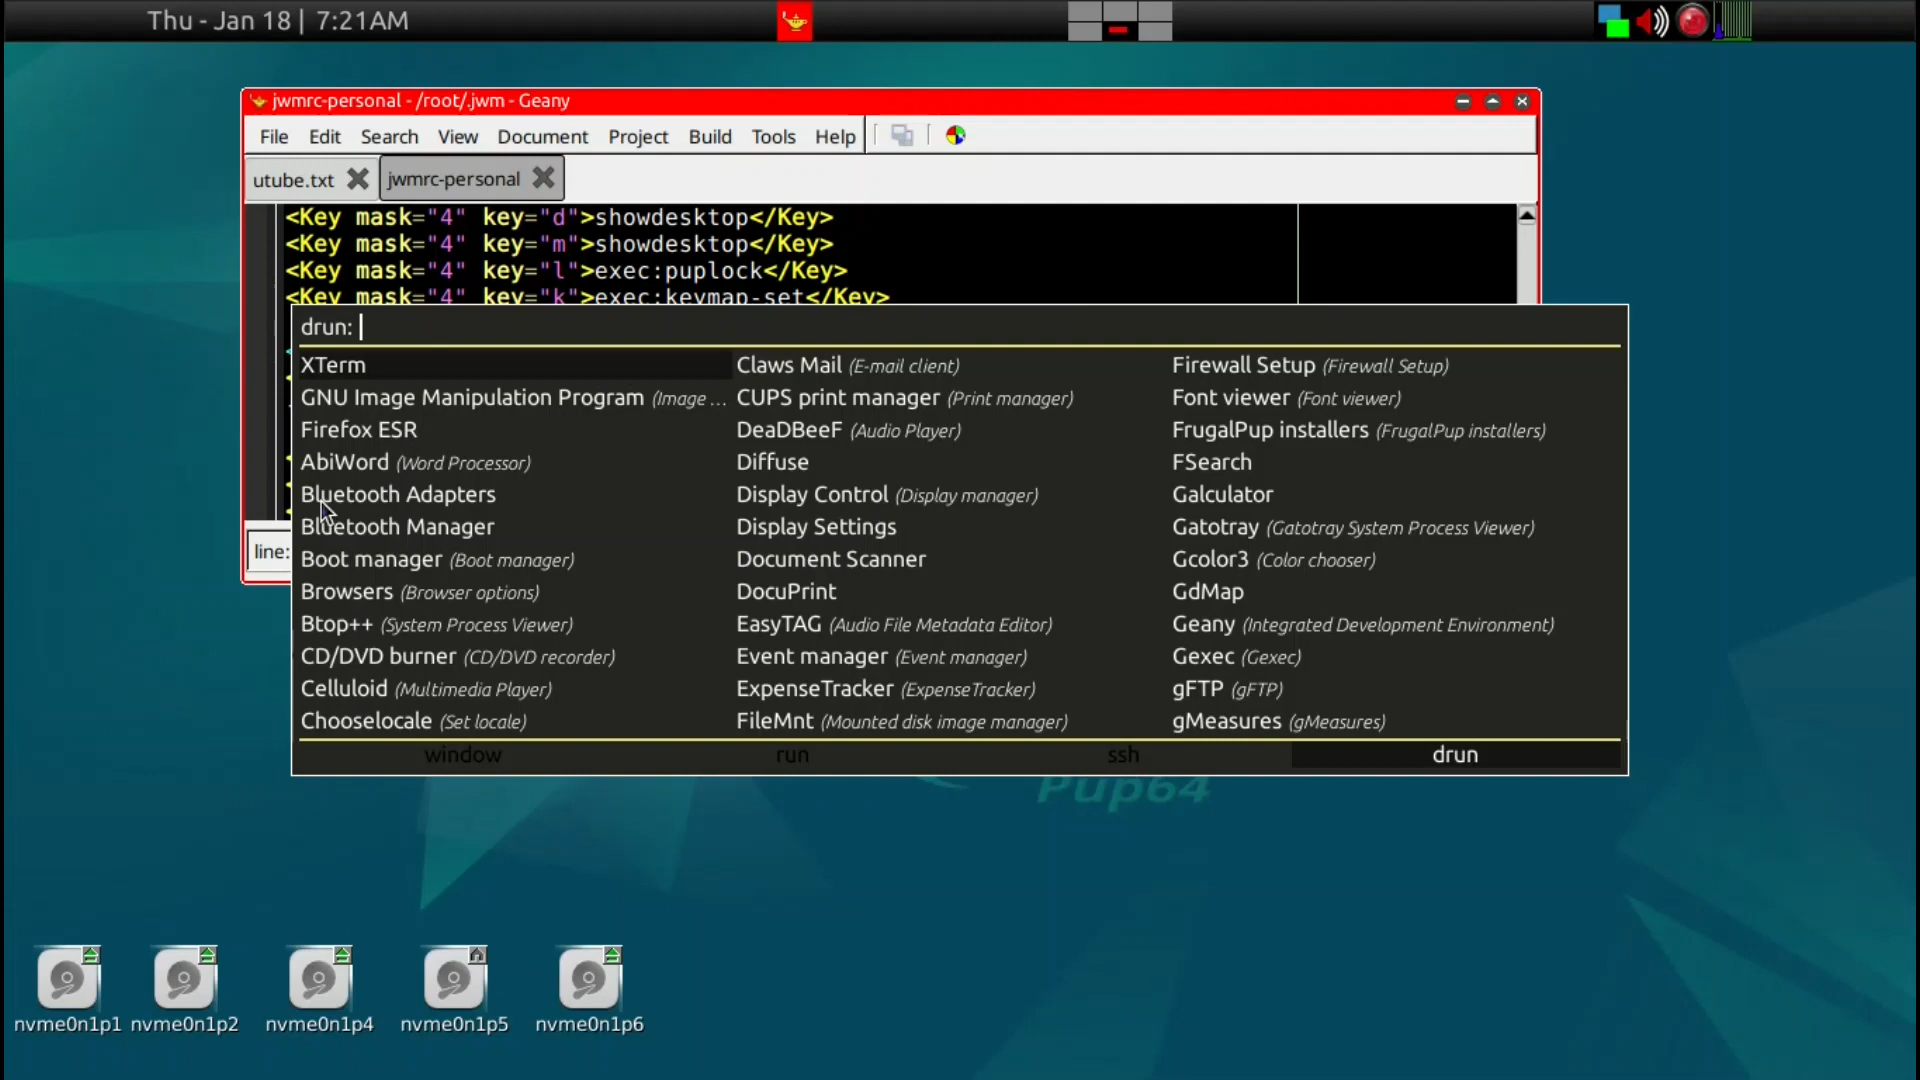 Thu - Jan 18 | 7:21AM
jwmrc-personal - /root/.jwm - Geany
File Edit Search View Document Project Build Tools Help
utube.txt jwmrc-personal
<Key mask="4" key="d">showdesktop</Key>
<Key mask="4" key="m">showdesktop</Key>
<Key mask="4" key="l">exec:puplock</Key>
<Key mask="4" key="k">exec:keymap-set</Key>
drun:
XTerm
GNU Image Manipulation Program (Image ...
Firefox ESR
AbiWord (Word Processor)
Bluetooth Adapters
Bluetooth Manager
Boot manager (Boot manager)
Browsers (Browser options)
Btop++ (System Process Viewer)
CD/DVD burner (CD/DVD recorder)
Celluloid (Multimedia Player)
Chooselocale (Set locale)
Claws Mail (E-mail client)
CUPS print manager (Print manager)
DeaDBeeF (Audio Player)
Diffuse
Display Control (Display manager)
Display Settings
Document Scanner
DocuPrint
EasyTAG (Audio File Metadata Editor)
Event manager (Event manager)
ExpenseTracker (ExpenseTracker)
FileMnt (Mounted disk image manager)
Firewall Setup (Firewall Setup)
Font viewer (Font viewer)
FrugalPup installers (FrugalPup installers)
FSearch
Galculator
Gatotray (Gatotray System Process Viewer)
Gcolor3 (Color chooser)
GdMap
Geany (Integrated Development Environment)
Gexec (Gexec)
gFTP (gFTP)
gMeasures (gMeasures)
window run ssh drun
line:
Pup64
nvme0n1p1 nvme0n1p2 nvme0n1p4 nvme0n1p5 nvme0n1p6